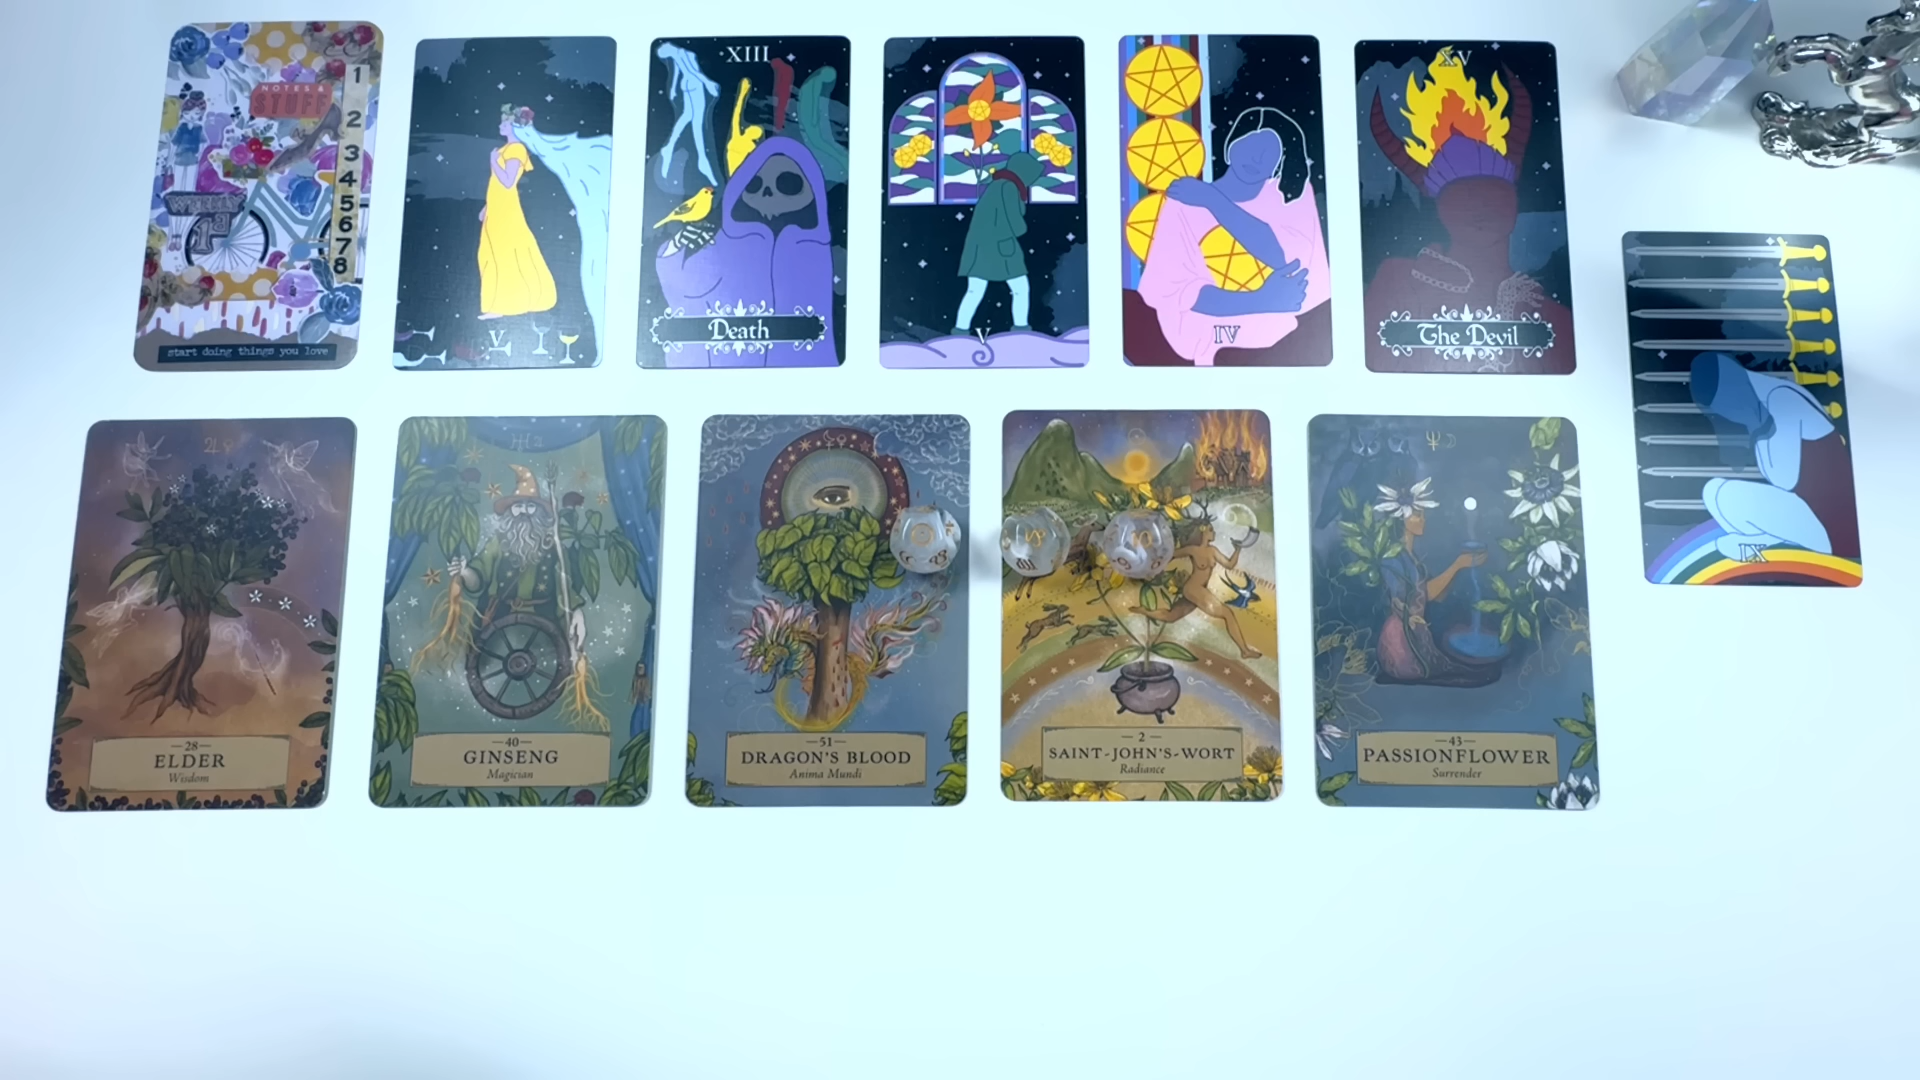 NOTES &
STUFF
1
2
3
4
5
6
7
8
WEEKLY
1a
start doing things you love
V
XIII
Death
V
IV
XV
The Devil
IX
28
ELDER
Wisdom
40
GINSENG
Magician
51
DRAGON'S BLOOD
Anima Mundi
2
SAINT-JOHN'S-WORT
Radiance
43
PASSIONFLOWER
Surrender